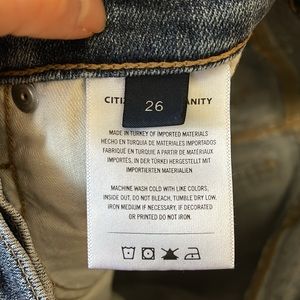 CITIZ ANITY
26
MADE IN TURKEY OF IMPORTED MATERIALS
HECHO EN TURQUIA DE MATERIALES IMPORTADOS
FABRIQUÉ EN TURQUIE A PARTIR DE MATÉRIAUX
IMPORTÉS, IN DER TÜRKEI HERGESTELLT MIT
IMPORTIERTEN MATERIALIEN
MACHINE WASH COLD WITH LIKE COLORS,
INSIDE OUT, DO NOT BLEACH, TUMBLE DRY LOW,
IRON MEDIUM IF NECESSARY, IF DECORATED
OR PRINTED DO NOT IRON.